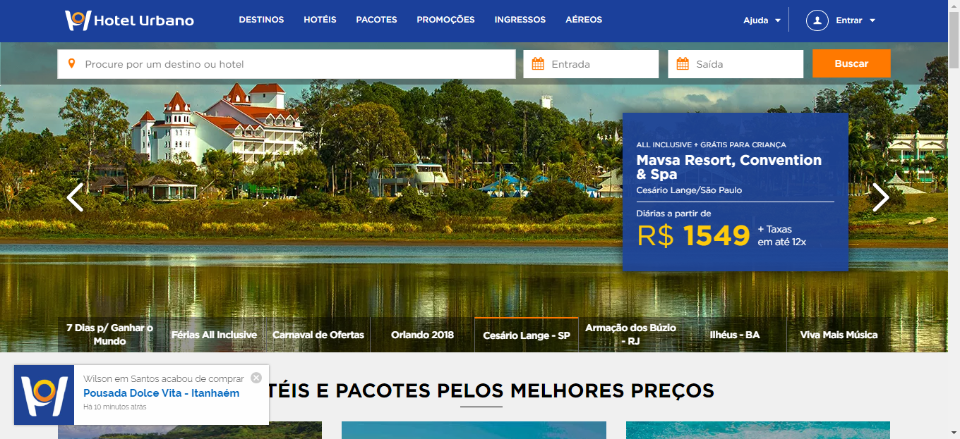 Hotel Urbano
DESTINOS HOTÉIS PACOTES PROMOÇÕES INGRESSOS AÉREOS
Ajuda Entrar
Procure por um destino ou hotel
Entrada
Saída
Buscar
ALL INCLUSIVE + GRÁTIS PARA CRIANÇA
Mavsa Resort, Convention
& Spa
Cesário Lange/São Paulo
Diárias a partir de
R$ 1549 + Taxas
em até 12x
7 Dias p/ Ganhar o
Mundo
Férias All Inclusive
Carnaval de Ofertas
Orlando 2018
Cesário Lange - SP
Armação dos Búzio
- RJ
Ilhéus - BA
Viva Mais Música
Wilson em Santos acabou de comprar
Pousada Dolce Vita - Itanhaém
Há 10 minutos atrás
TÉIS E PACOTES PELOS MELHORES PREÇOS